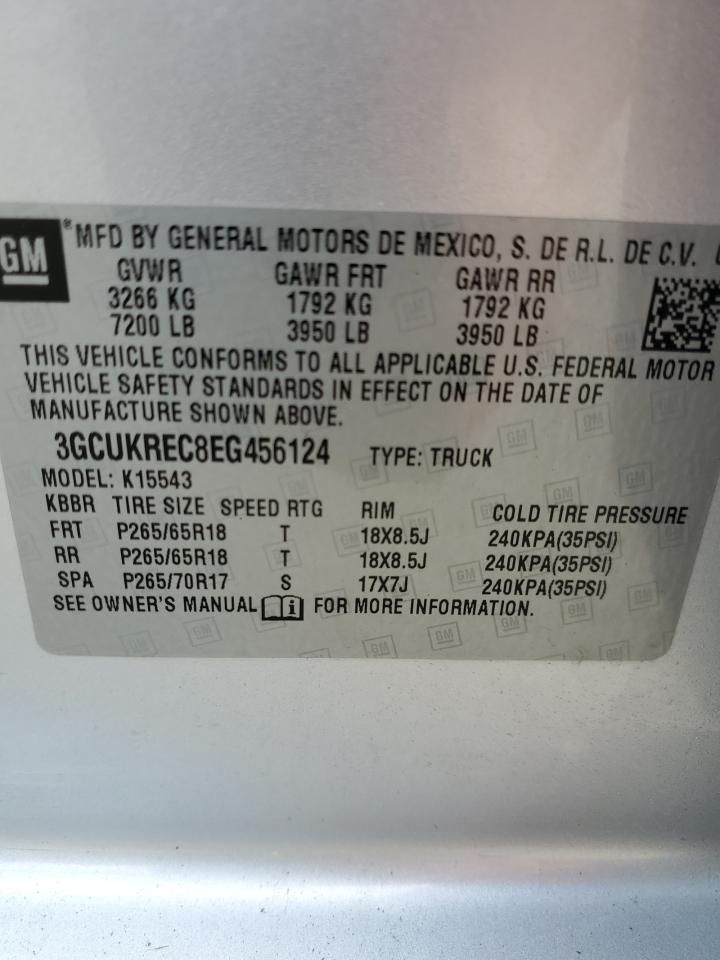 GM
®MFD BY GENERAL MOTORS DE MEXICO, S. DE R.L. DE C.V.
GVWR GAWR FRT GAWR RR
3266 KG 1792 KG 1792 KG
7200 LB 3950 LB 3950 LB
THIS VEHICLE CONFORMS TO ALL APPLICABLE U.S. FEDERAL MOTOR
VEHICLE SAFETY STANDARDS IN EFFECT ON THE DATE OF
MANUFACTURE SHOWN ABOVE.
3GCUKREC8EG456124 TYPE: TRUCK
MODEL: K15543
KBBR TIRE SIZE SPEED RTG RIM COLD TIRE PRESSURE
FRT P265/65R18 T 18X8.5J 240KPA(35PSI)
RR P265/65R18 T 18X8.5J 240KPA(35PSI)
SPA P265/70R17 S 17X7J 240KPA(35PSI)
SEE OWNER'S MANUAL FOR MORE INFORMATION.